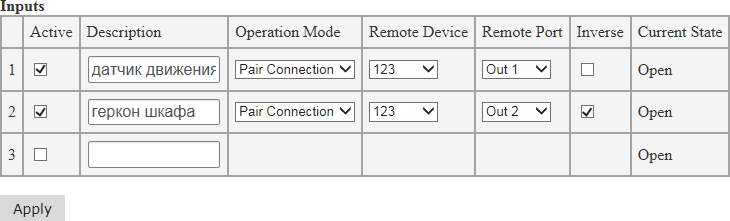 Inputs
Active Description Operation Mode Remote Device Remote Port Inverse Current State
1 датчик движения Pair Connection 123 Out 1 Open
2 геркон шкафа Pair Connection 123 Out 2 Open
3 Open
Apply